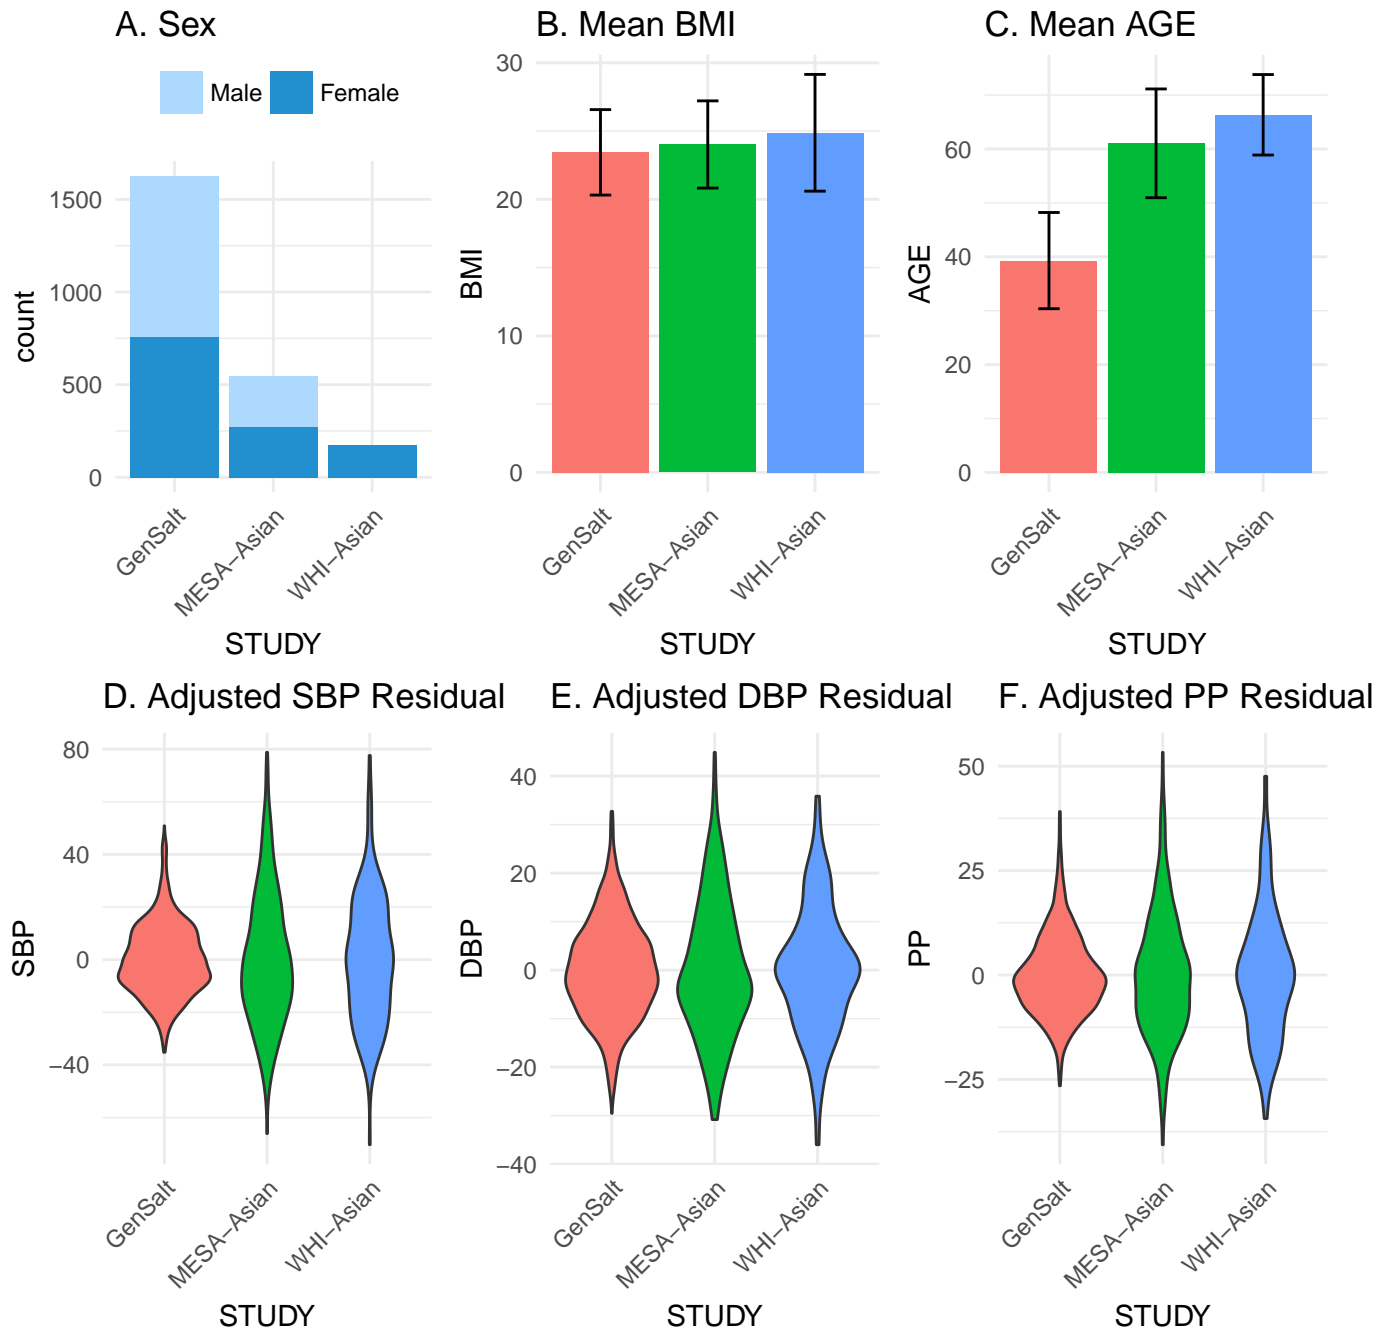 A. Sex
Male
Female
1500
1000
500
0
count
GenSalt
MESA−Asian
WHI−Asian
STUDY
B. Mean BMI
30
20
10
0
BMI
GenSalt
MESA−Asian
WHI−Asian
STUDY
C. Mean AGE
60
40
20
0
AGE
GenSalt
MESA−Asian
WHI−Asian
STUDY
D. Adjusted SBP Residual
80
40
0
−40
SBP
GenSalt
MESA−Asian
WHI−Asian
STUDY
E. Adjusted DBP Residual
40
20
0
−20
−40
DBP
GenSalt
MESA−Asian
WHI−Asian
STUDY
F. Adjusted PP Residual
50
25
0
−25
PP
GenSalt
MESA−Asian
WHI−Asian
STUDY